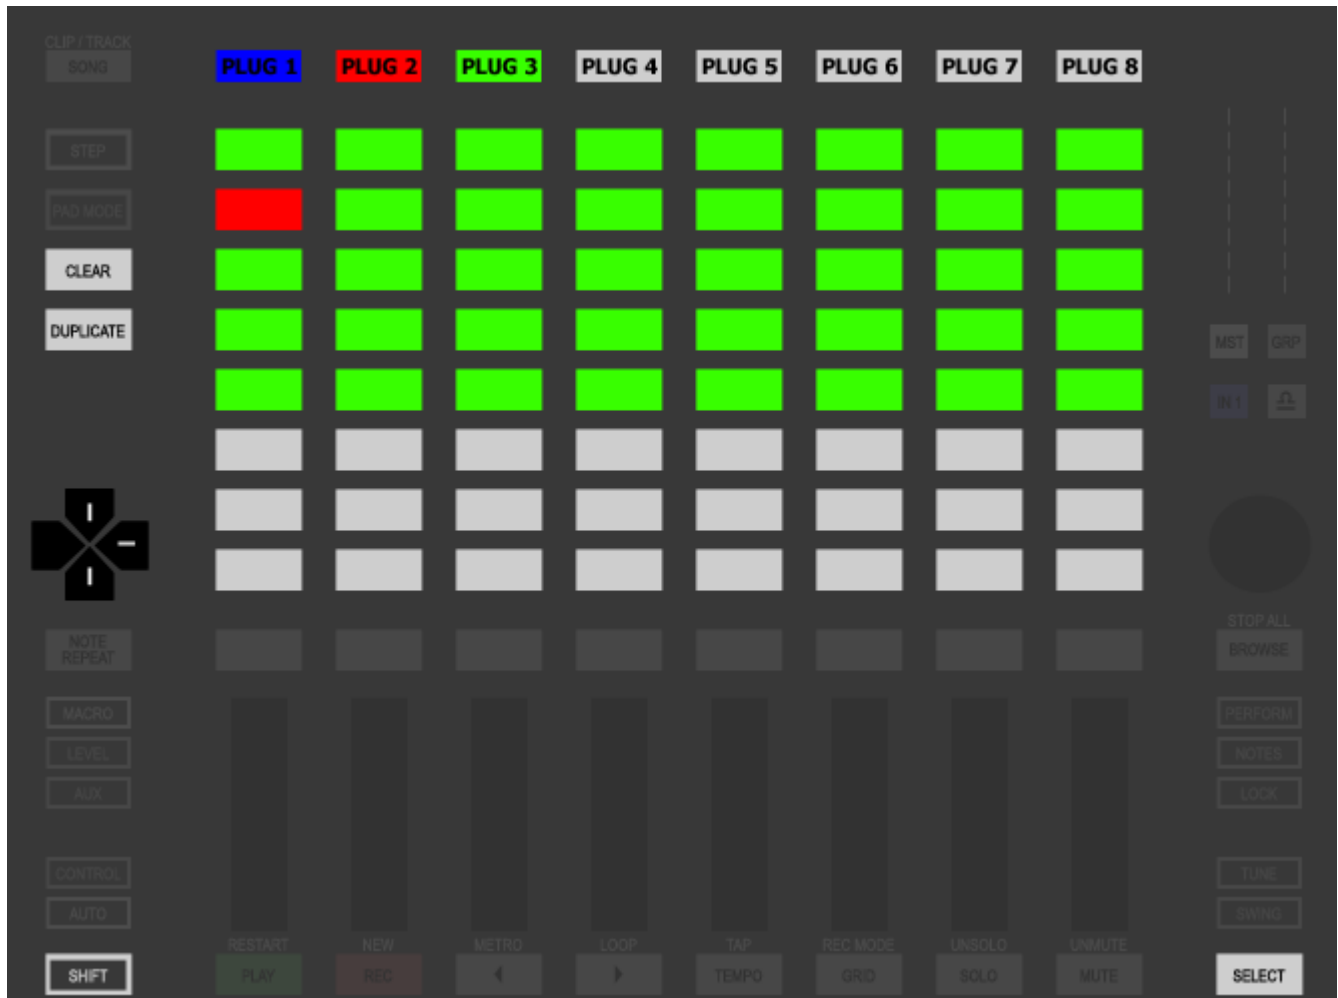 CLIP / TRACK
SONG
PLUG 1 PLUG 2 PLUG 3 PLUG 4 PLUG 5 PLUG 6 PLUG 7 PLUG 8
STEP
PAD MODE
CLEAR
DUPLICATE
MST GRP
IN 1
NOTE
REPEAT
STOP ALL
BROWSE
MACRO
PERFORM
LEVEL
NOTES
AUX
LOCK
CONTROL
TUNE
AUTO
SWING
RESTART NEW METRO LOOP TAP REC MODE UNSOLO UNMUTE
SHIFT PLAY REC TEMPO GRID SOLO MUTE SELECT